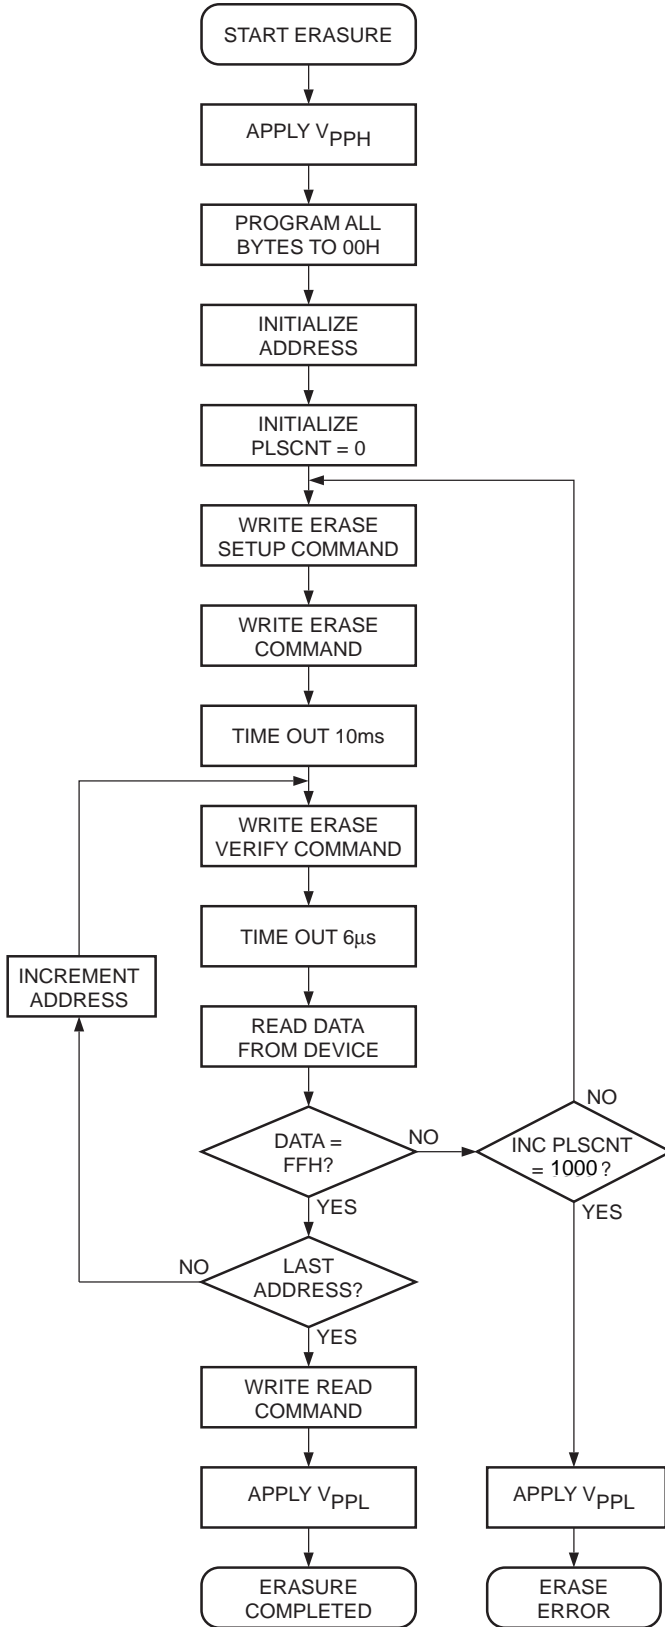 START ERASURE
APPLY VPPH
PROGRAM ALL
BYTES TO 00H
INITIALIZE
ADDRESS
INITIALIZE
PLSCNT = 0
WRITE ERASE
SETUP COMMAND
WRITE ERASE
COMMAND
TIME OUT 10ms
WRITE ERASE
VERIFY COMMAND
TIME OUT 6μs
INCREMENT
ADDRESS
READ DATA
FROM DEVICE
DATA =
FFH?
NO
YES
INC PLSCNT
= 1000 ?
NO
YES
LAST
ADDRESS?
NO
YES
WRITE READ
COMMAND
APPLY VPPL
ERASURE
COMPLETED
APPLY VPPL
ERASE
ERROR